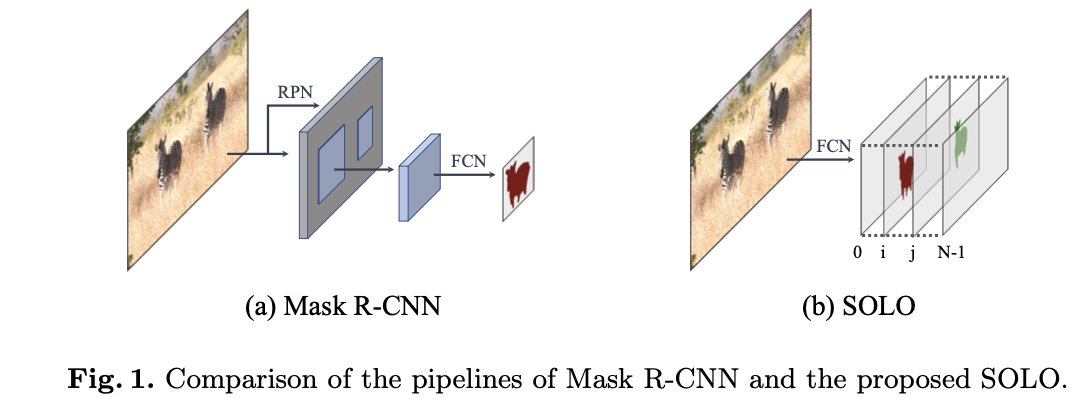 RPN
FCN
(a) Mask R-CNN
FCN
0 i j N-1
(b) SOLO
Fig. 1. Comparison of the pipelines of Mask R-CNN and the proposed SOLO.